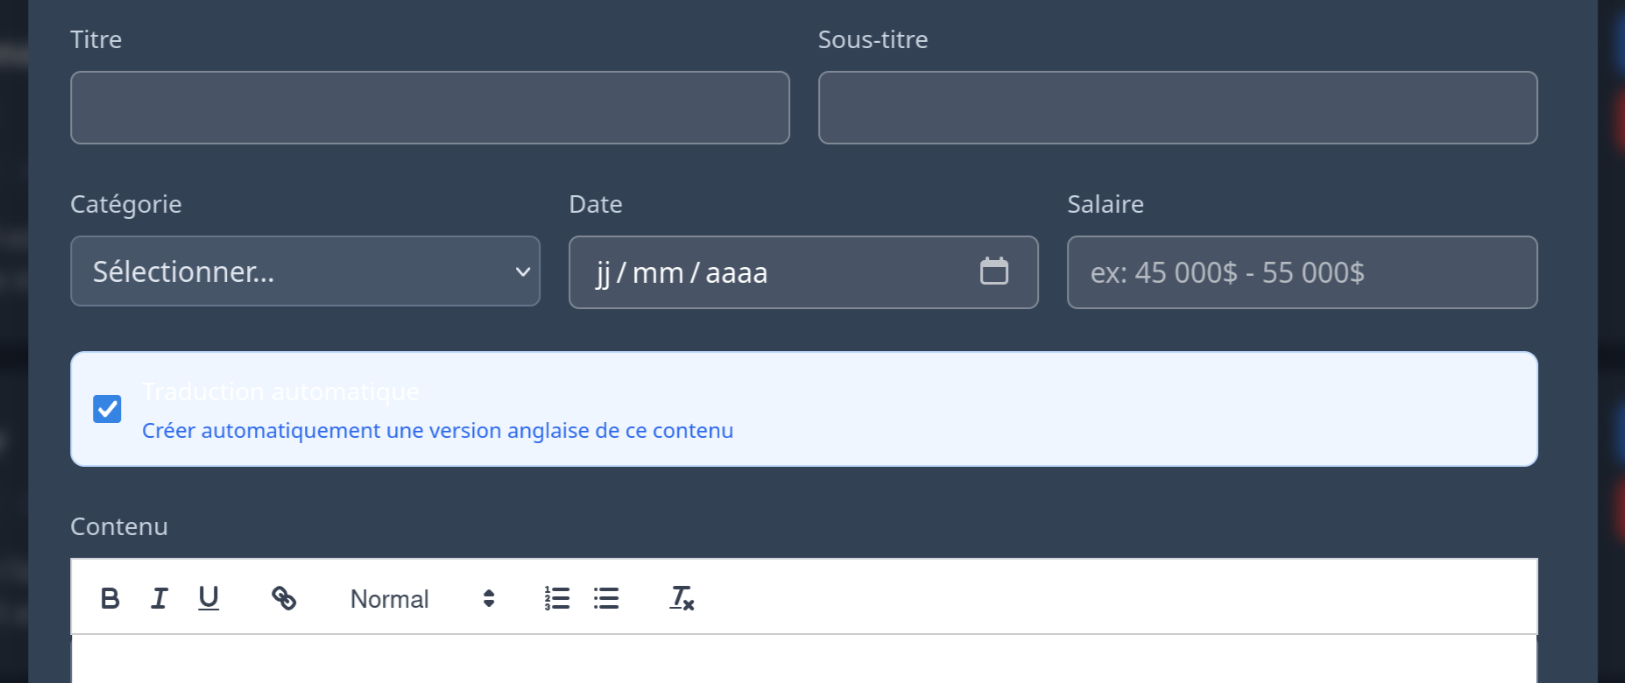 Titre
Sous-titre
Catégorie
Date
Salaire
Sélectionner...
jj / mm / aaaa
ex: 45 000$ - 55 000$
Traduction automatique
Créer automatiquement une version anglaise de ce contenu
Contenu
B I U Normal